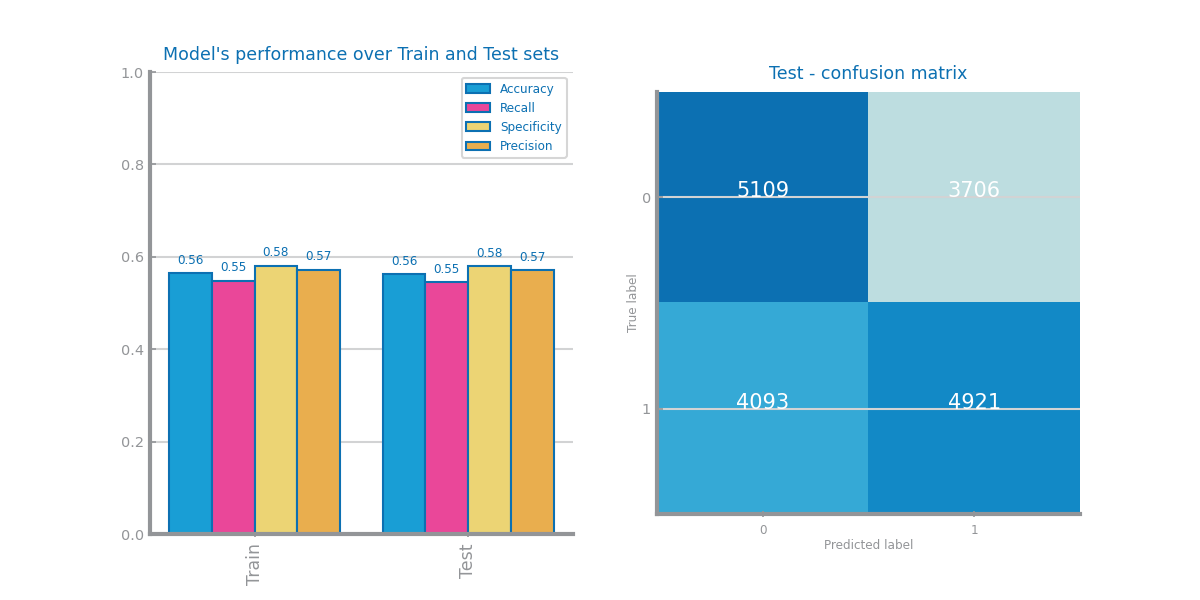 Model's performance over Train and Test sets
1.0
0.8
0.6
0.4
0.2
0.0
Accuracy
Recall
Specificity
Precision
0.56
0.55
0.58
0.57
0.56
0.55
0.58
0.57
Train
Test
Test - confusion matrix
True label
0
1
5109
3706
4093
4921
0
1
Predicted label